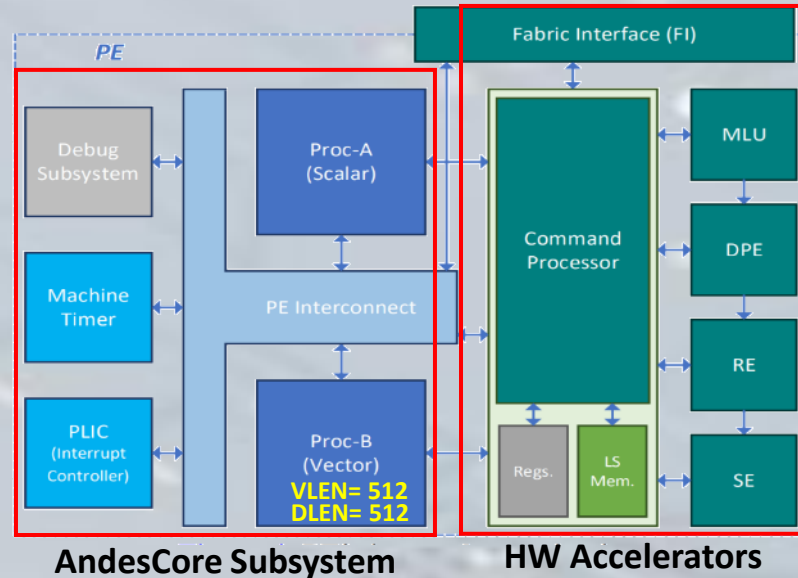 PE
Fabric Interface (FI)
Debug
Subsystem
Proc-A
(Scalar)
MLU
Command
Processor
DPE
Machine
Timer
PE Interconnect
RE
PLIC
(Interrupt
Controller)
Proc-B
(Vector)
VLEN= 512
DLEN= 512
Regs.
LS
Mem.
SE
AndesCore Subsystem
HW Accelerators